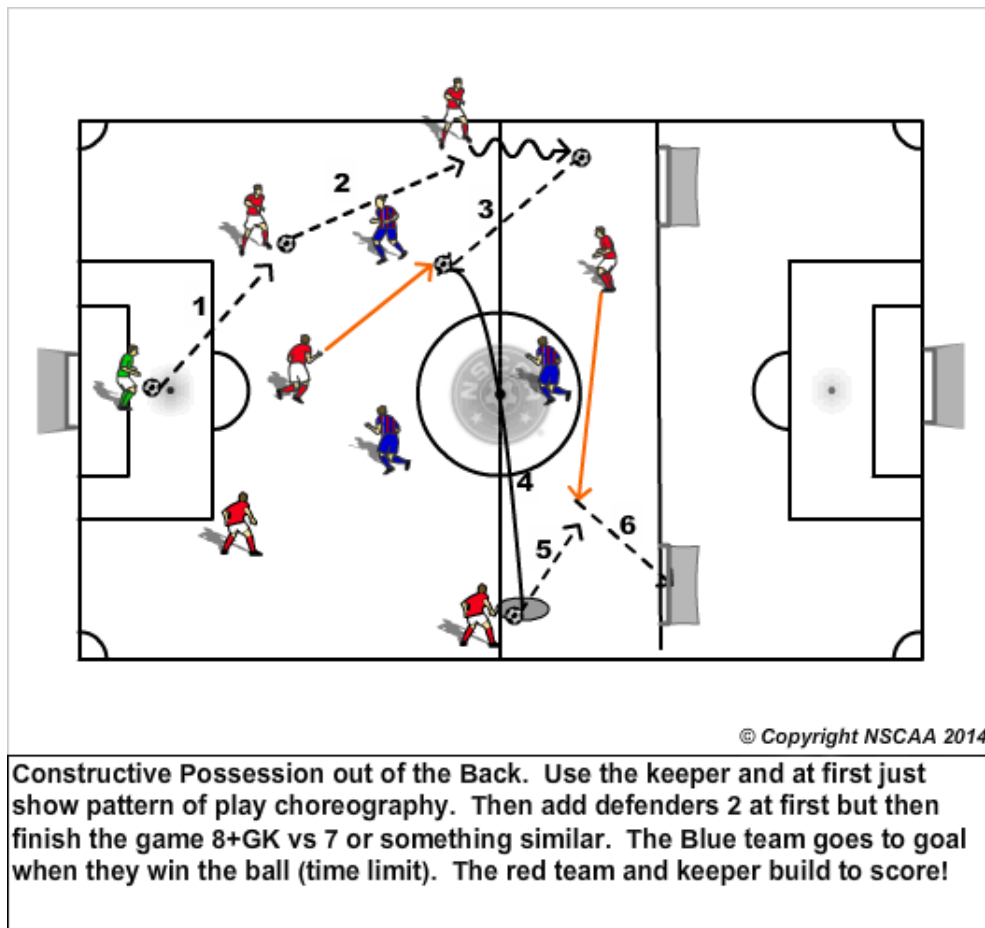 2
3
1
NSCAA
4
5
6
© Copyright NSCAA 2014
Constructive Possession out of the Back.  Use the keeper and at first just
show pattern of play choreography.  Then add defenders 2 at first but then
finish the game 8+GK vs 7 or something similar.  The Blue team goes to goal
when they win the ball (time limit).  The red team and keeper build to score!